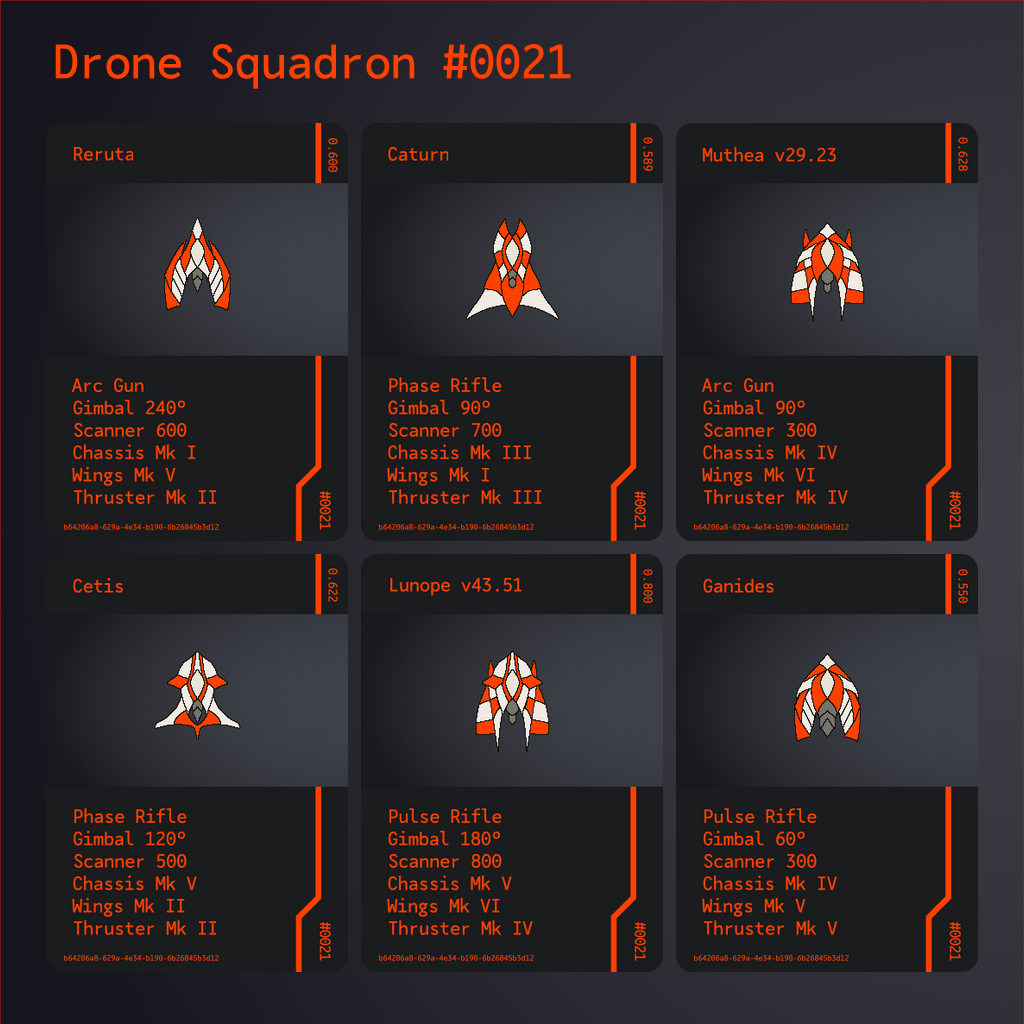 Drone Squadron #0021
Reruta
0.600
Arc Gun
Gimbal 240º
Scanner 600
Chassis Mk I
Wings Mk V
Thruster Mk II
#0021
b64206a8-629a-4e34-b190-6b26845b3d12
Caturn
0.589
Phase Rifle
Gimbal 90º
Scanner 700
Chassis Mk III
Wings Mk I
Thruster Mk III
#0021
b64206a8-629a-4e34-b190-6b26845b3d12
Muthea v29.23
0.628
Arc Gun
Gimbal 90º
Scanner 300
Chassis Mk IV
Wings Mk VI
Thruster Mk IV
#0021
b64206a8-629a-4e34-b190-6b26845b3d12
Cetis
0.622
Phase Rifle
Gimbal 120º
Scanner 500
Chassis Mk V
Wings Mk II
Thruster Mk II
#0021
b64206a8-629a-4e34-b190-6b26845b3d12
Lunope v43.51
0.800
Pulse Rifle
Gimbal 180º
Scanner 800
Chassis Mk V
Wings Mk VI
Thruster Mk IV
#0021
b64206a8-629a-4e34-b190-6b26845b3d12
Ganides
0.550
Pulse Rifle
Gimbal 60º
Scanner 300
Chassis Mk IV
Wings Mk V
Thruster Mk V
#0021
b64206a8-629a-4e34-b190-6b26845b3d12